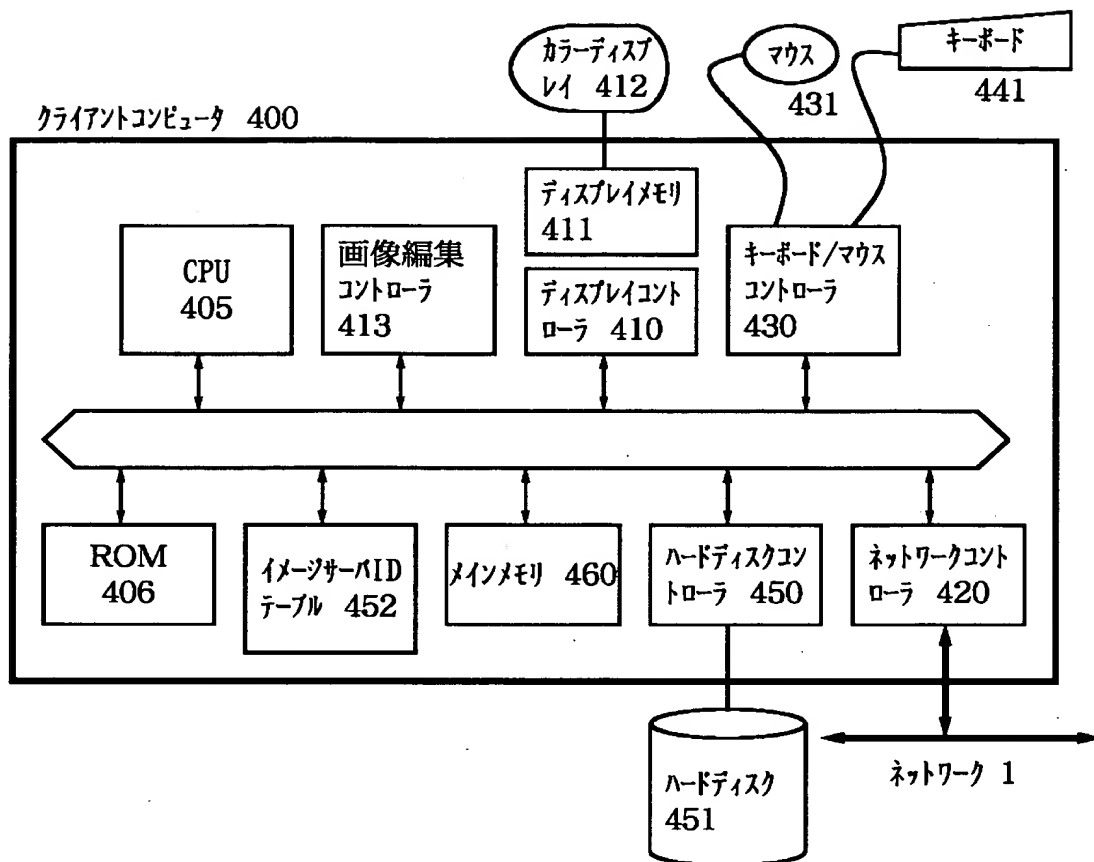 カラーディスプ
レイ 412
マウス
431
キーボード
441
クライアントコンピュータ 400
ディスプレイメモリ
411
CPU
405
画像編集
コントローラ
413
ディスプレイコント
ローラ 410
キーボード/マウス
コントローラ
430
ROM
406
イメージサーバID
テーブル 452
メインメモリ 460
ハードディスクコン
トローラ 450
ネットワークコント
ローラ 420
ハードディスク
451
ネットワーク 1